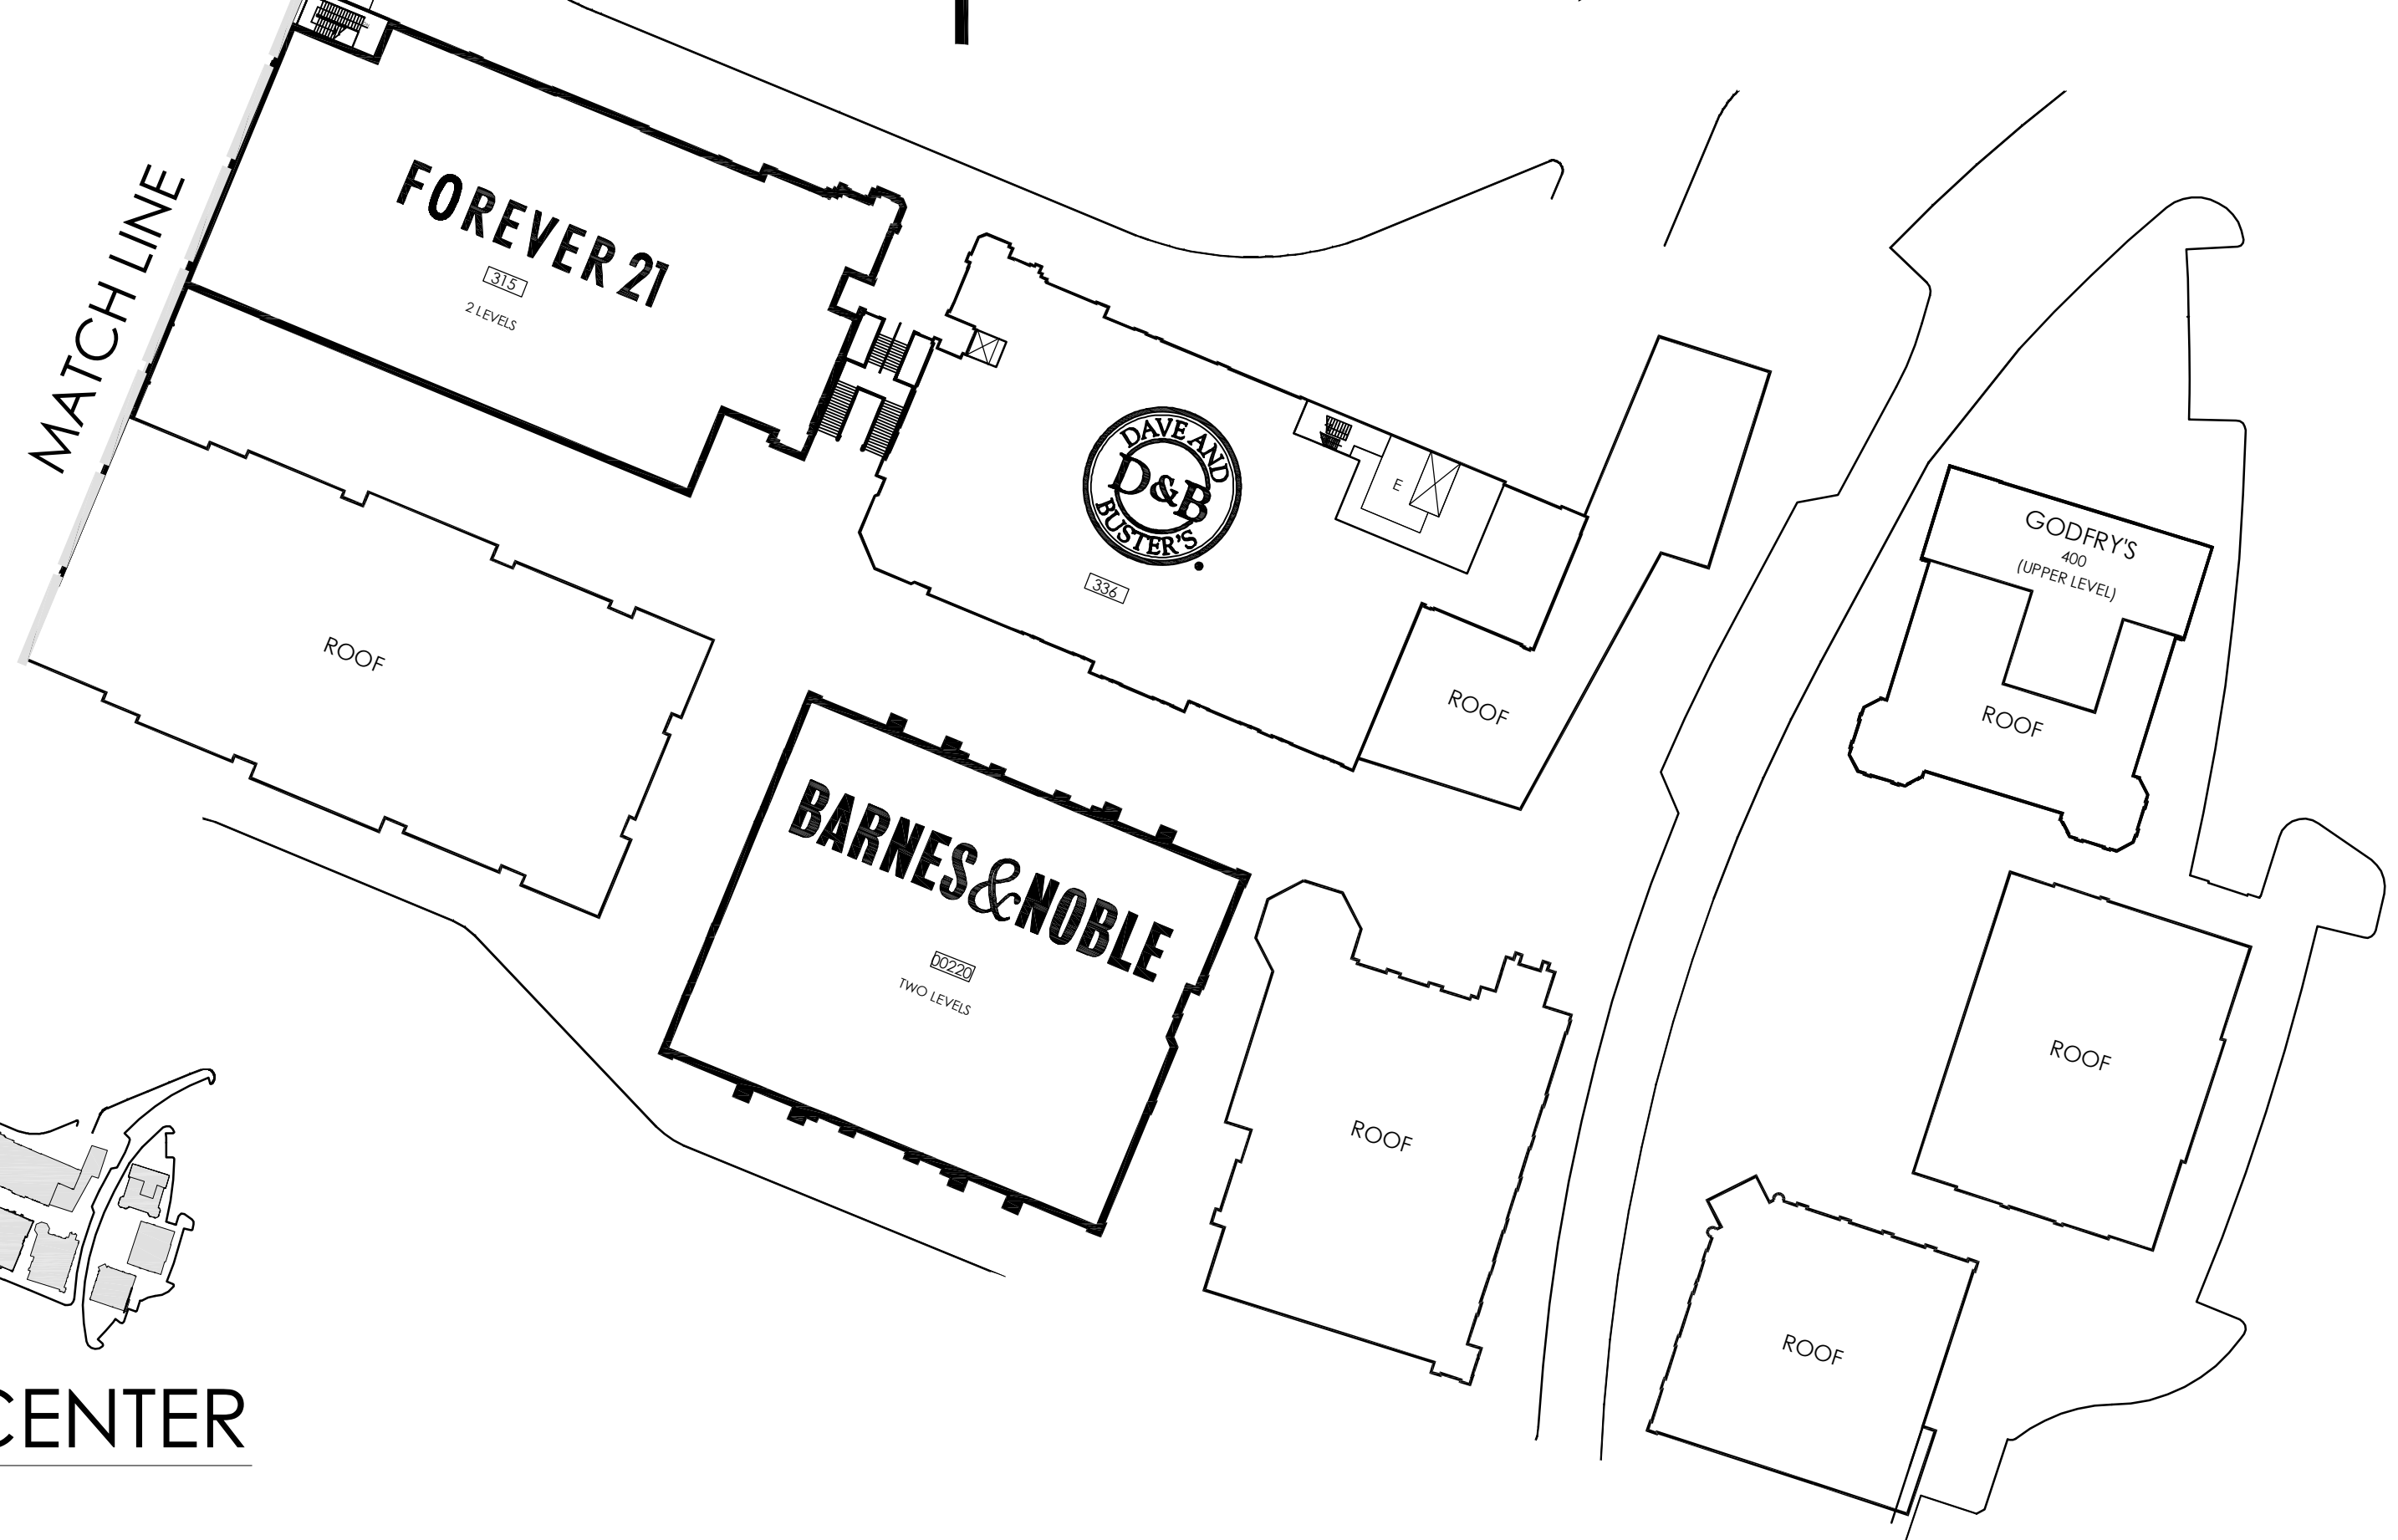 MATCH LINE
FOREVER 21
315
2 LEVELS
DAVE AND
D&B
BUSTER'S
336
E
GODFRY'S
400
(UPPER LEVEL)
ROOF
ROOF
ROOF
BARNES & NOBLE
00220
TWO LEVELS
ROOF
ROOF
ROOF
CENTER